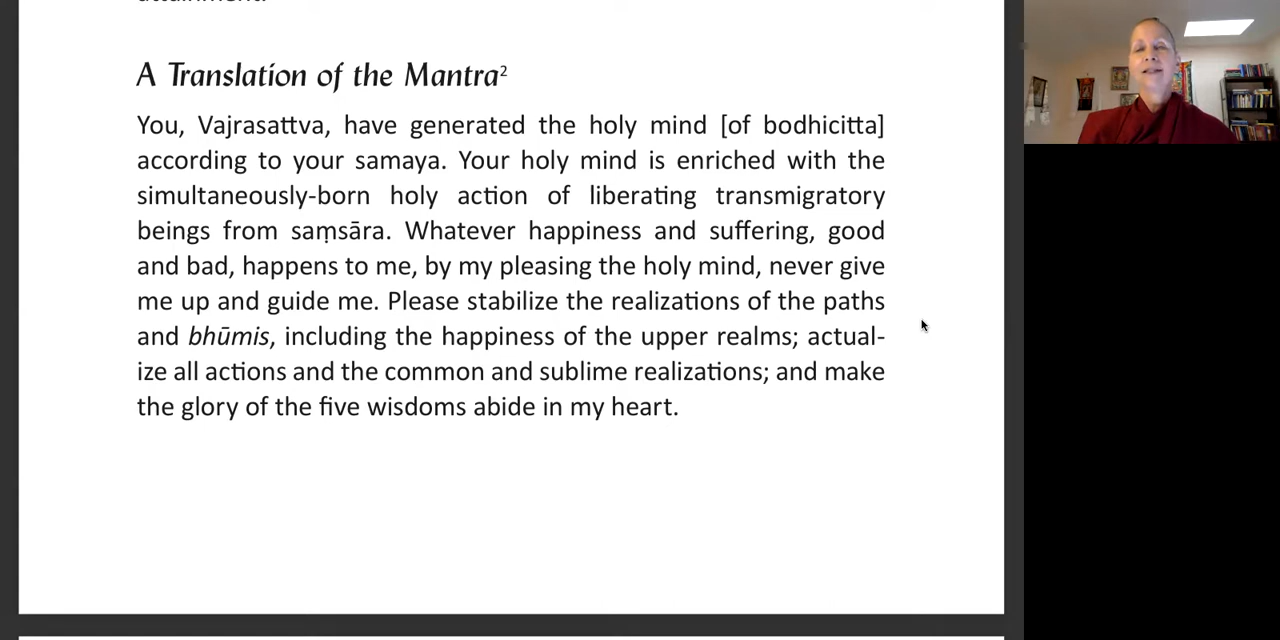 attainment.
A Translation of the Mantra²
You, Vajrasattva, have generated the holy mind [of bodhicitta]
according to your samaya. Your holy mind is enriched with the
simultaneously-born holy action of liberating transmigratory
beings from saṃsāra. Whatever happiness and suffering, good
and bad, happens to me, by my pleasing the holy mind, never give
me up and guide me. Please stabilize the realizations of the paths
and bhūmis, including the happiness of the upper realms; actual-
ize all actions and the common and sublime realizations; and make
the glory of the five wisdoms abide in my heart.